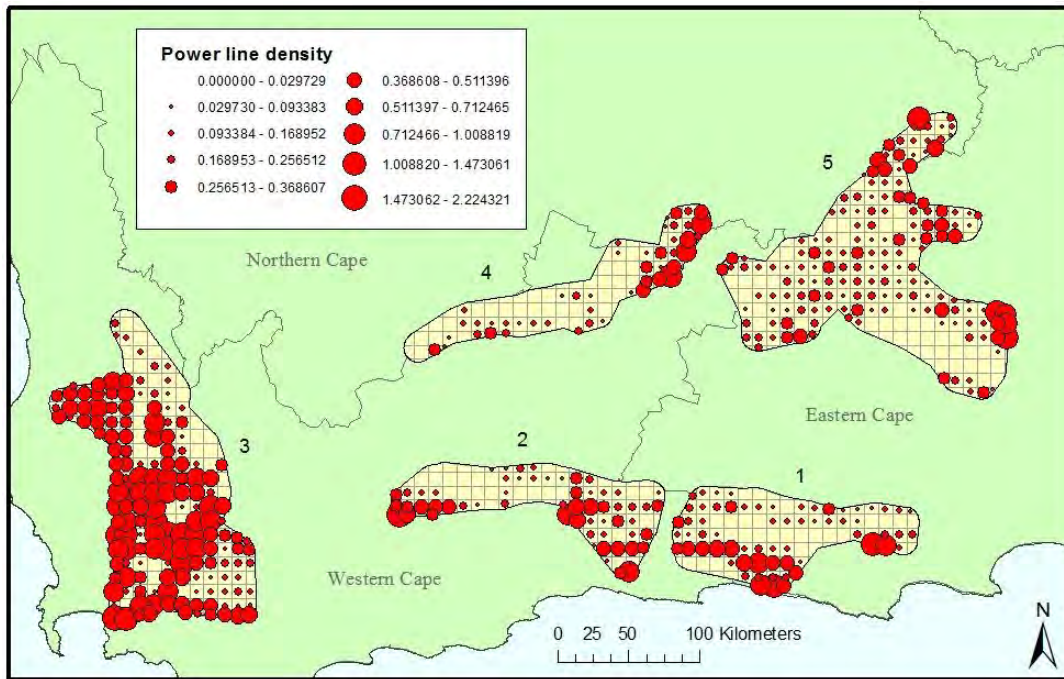 Power line density
0.000000 - 0.029729
0.029730 - 0.093383
0.093384 - 0.168952
0.168953 - 0.256512
0.256513 - 0.368607
0.368608 - 0.511396
0.511397 - 0.712465
0.712466 - 1.008819
1.008820 - 1.473061
1.473062 - 2.224321
5
Northern Cape
4
Eastern Cape
3
2
1
Western Cape
N
0 25 50 100 Kilometers